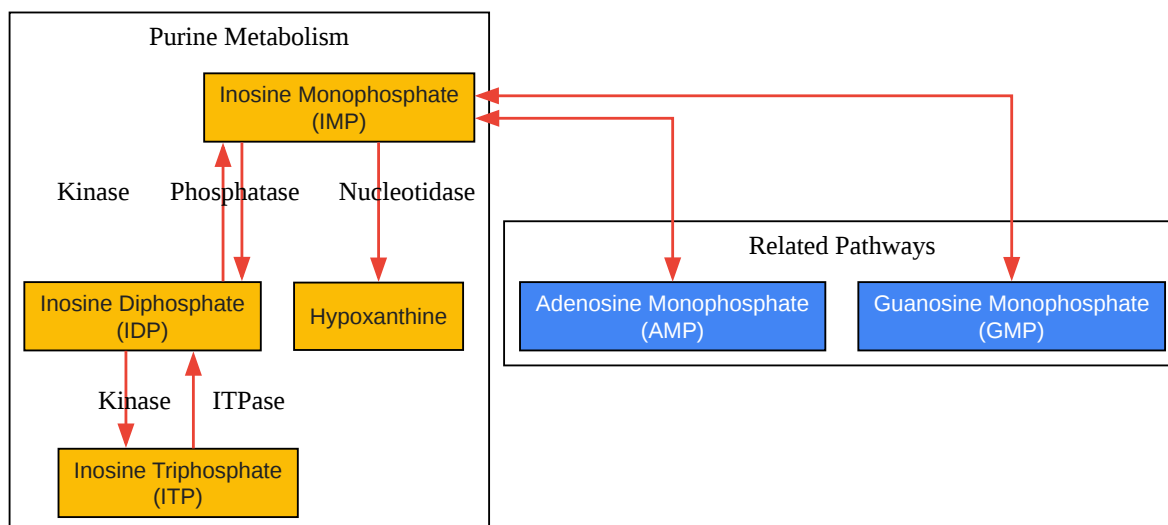 Purine Metabolism
Inosine Monophosphate
(IMP)
Kinase
Phosphatase
Nucleotidase
Related Pathways
Inosine Diphosphate
(IDP)
Hypoxanthine
Adenosine Monophosphate
(AMP)
Guanosine Monophosphate
(GMP)
Kinase
ITPase
Inosine Triphosphate
(ITP)